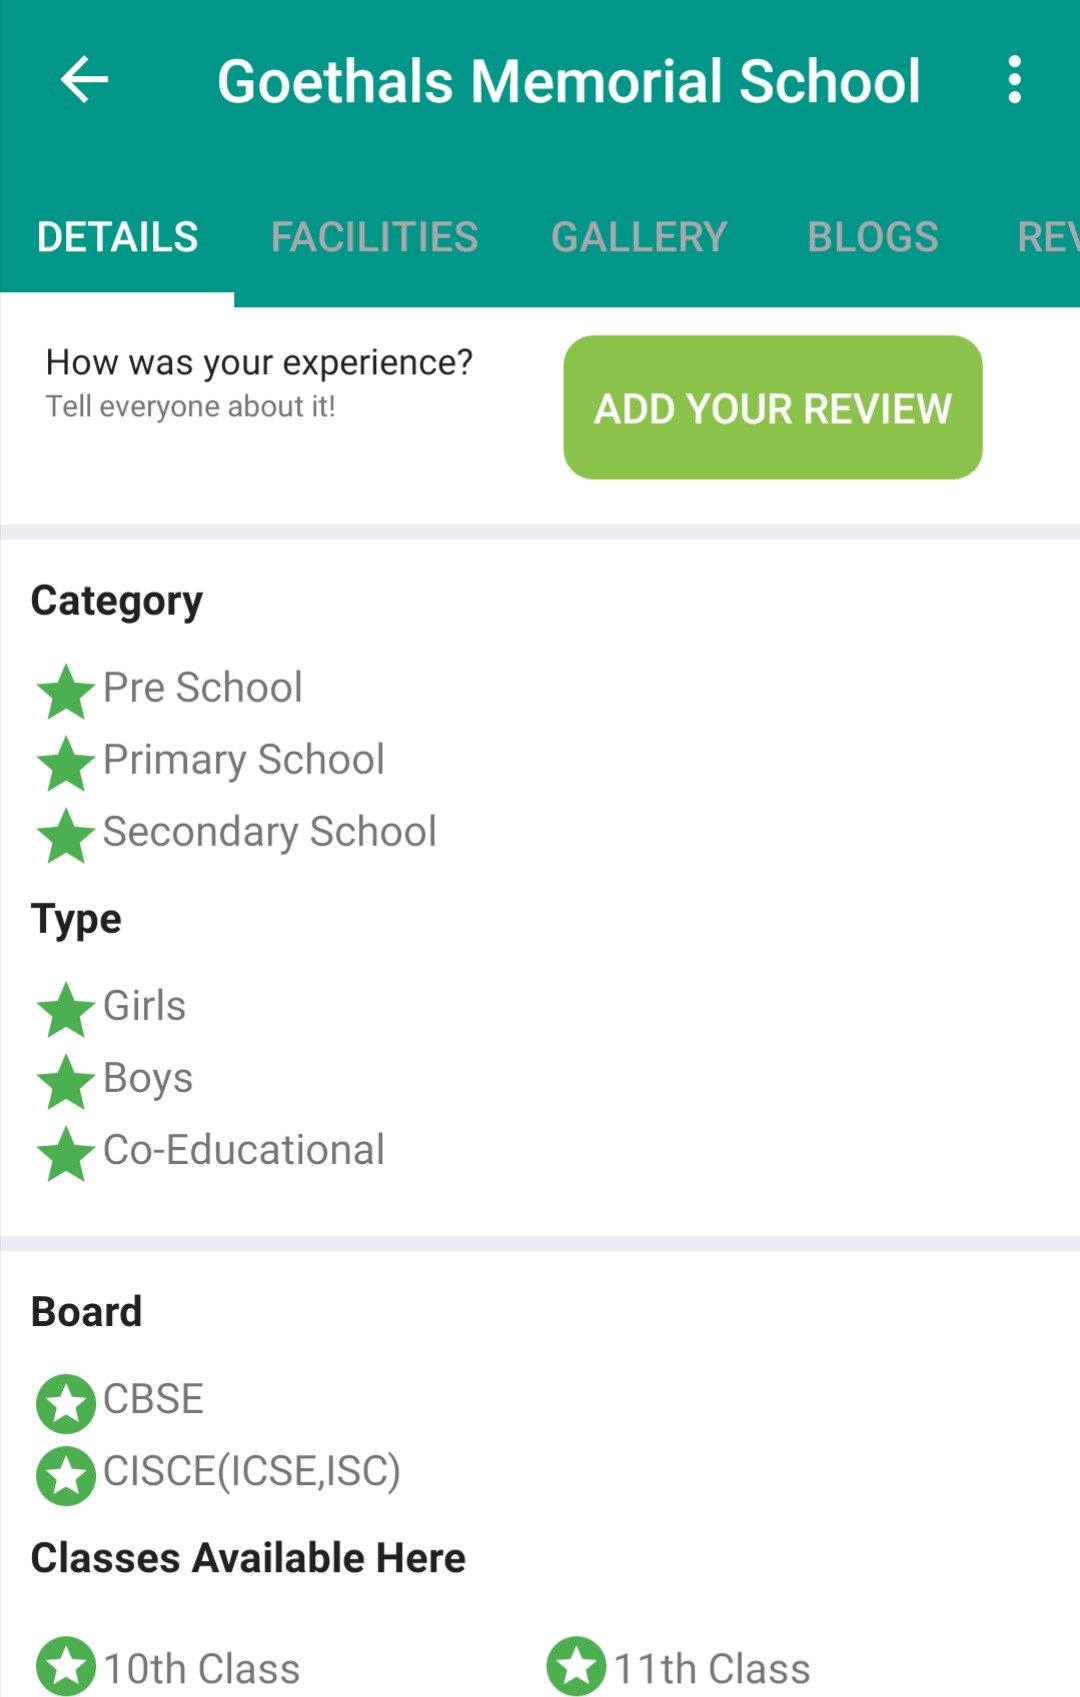 Goethals Memorial School
DETAILS FACILITIES GALLERY BLOGS
How was your experience?
Tell everyone about it!
ADD YOUR REVIEW
Category
Pre School
Primary School
Secondary School
Type
Girls
Boys
Co-Educational
Board
CBSE
CISCE(ICSE,ISC)
Classes Available Here
10th Class 11th Class